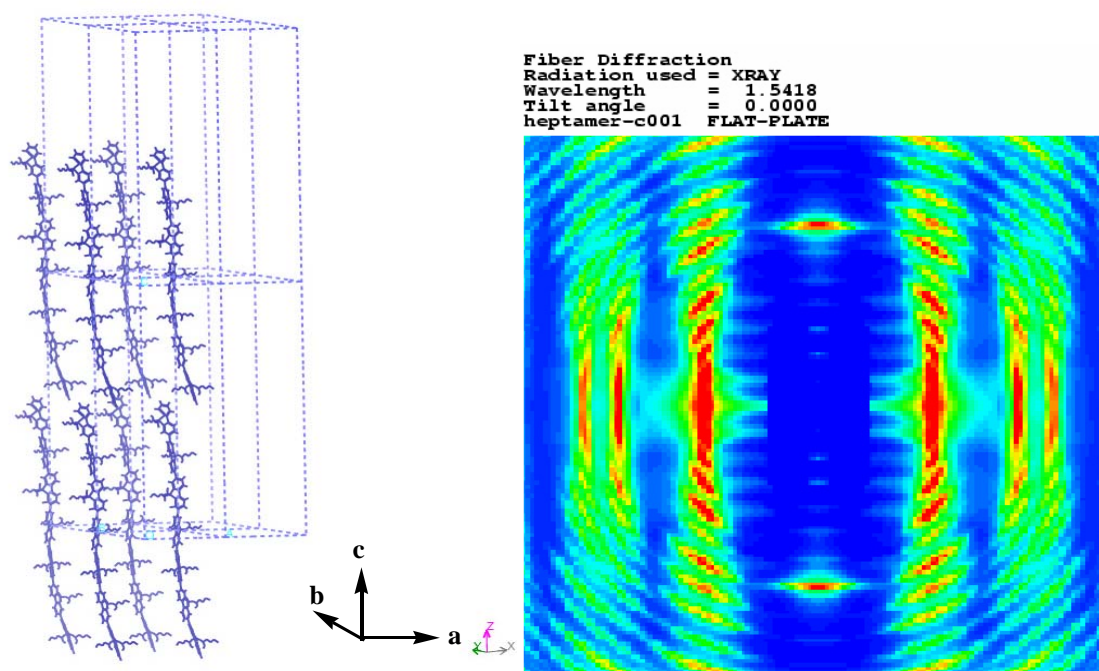 Fiber Diffraction
Radiation used = XRAY
Wavelength = 1.5418
Tilt angle = 0.0000
heptamer-c001 FLAT-PLATE
c
b
a
Z
Y
X